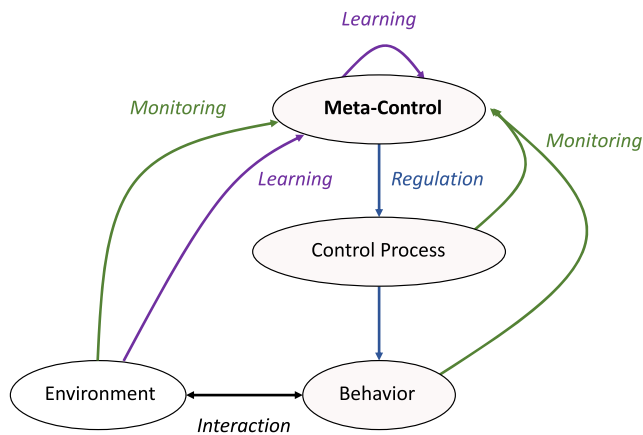 Learning
Meta-Control
Monitoring
Monitoring
Learning
Regulation
Control Process
Environment
Behavior
Interaction